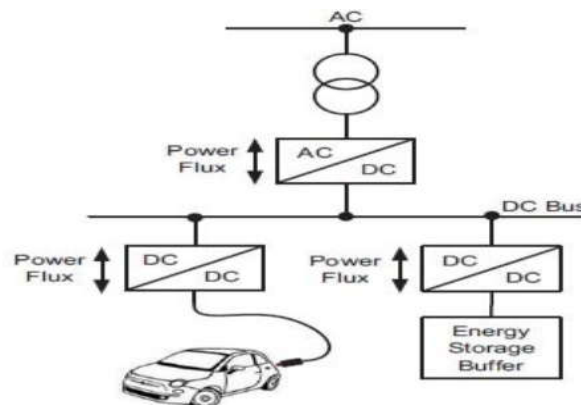 AC
Power
Flux
AC
DC
DC Bus
Power
Flux
DC
DC
Power
Flux
DC
DC
Energy
Storage
Buffer